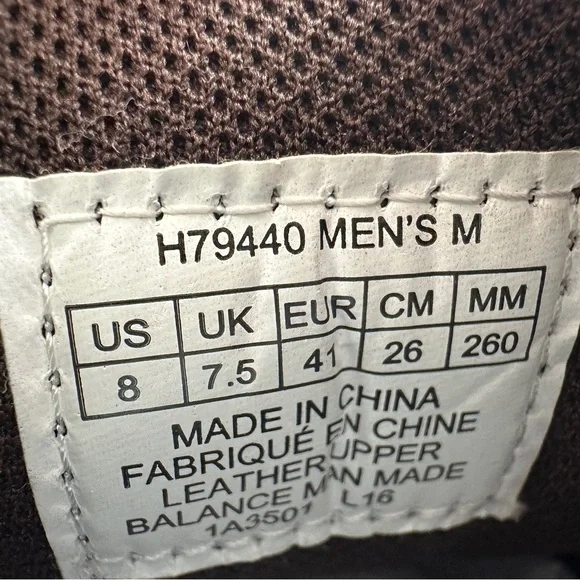 H79440 MEN'S M
US UK EUR CM MM
8 7.5 41 26 260
MADE IN CHINA
FABRIQUÉ EN CHINE
LEATHER UPPER
BALANCE MAN MADE
1A3501 L16